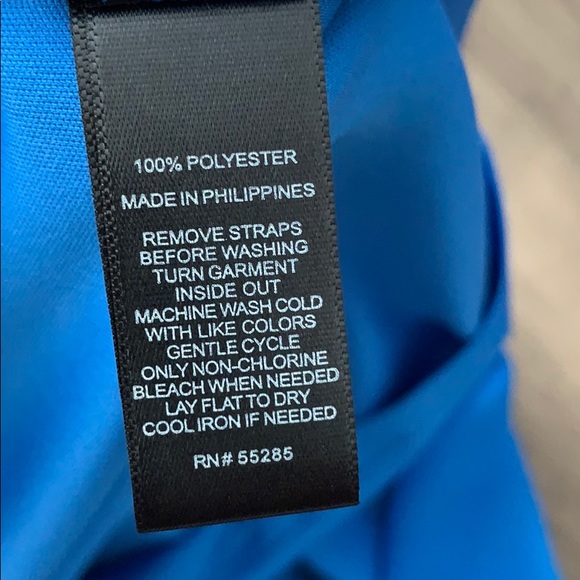 100% POLYESTER
MADE IN PHILIPPINES
REMOVE STRAPS
BEFORE WASHING
TURN GARMENT
INSIDE OUT
MACHINE WASH COLD
WITH LIKE COLORS
GENTLE CYCLE
ONLY NON-CHLORINE
BLEACH WHEN NEEDED
LAY FLAT TO DRY
COOL IRON IF NEEDED
RN# 55285